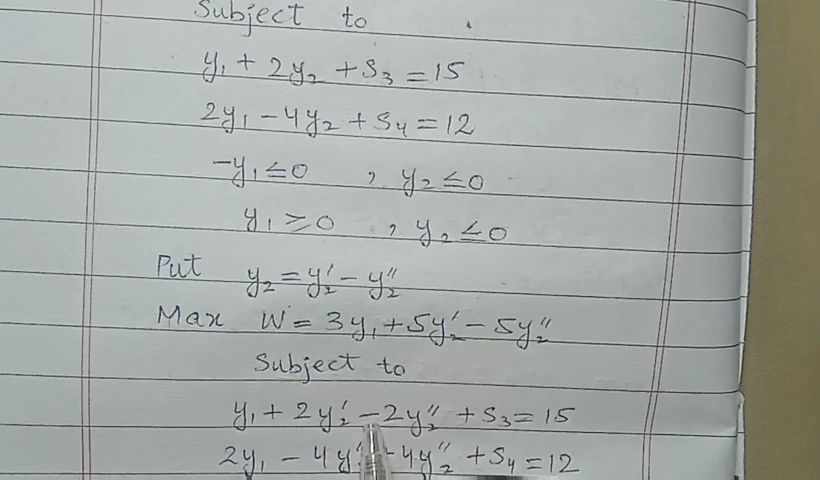 Subject to
y₁ + 2y₂ + S₃ = 15
2y₁ - 4y₂ + S₄ = 12
-y₁ ≤ 0 , y₂ ≤ 0
y₁ ≥ 0 , y₂ ≤ 0
Put y₂ = y₂′ - y₂″
Max W = 3y₁ + 5y₂′ - 5y₂″
Subject to
y₁ + 2y₂′ - 2y₂″ + S₃ = 15
2y₁ - 4y′ 4y₂″ + S₄ = 12